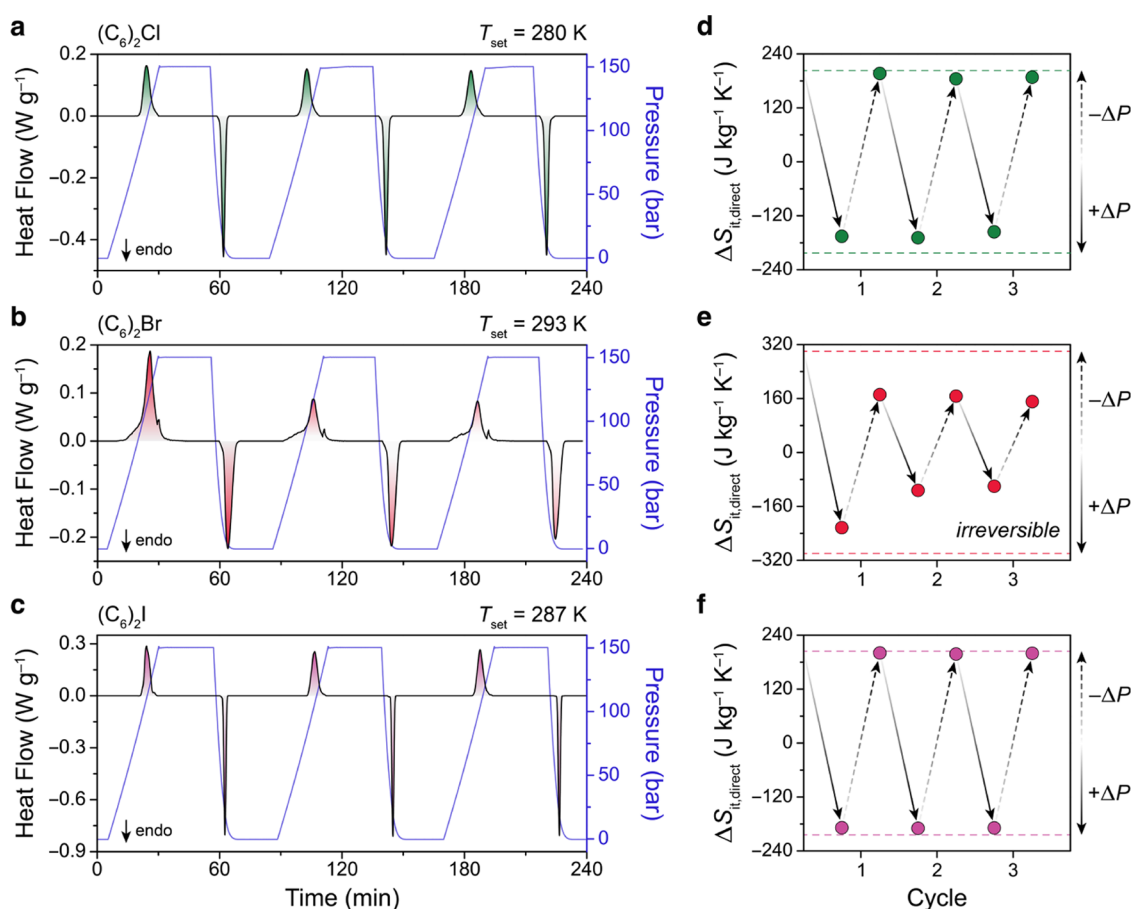 a
(C₆)₂Cl
T_set = 280 K
Heat Flow (W g⁻¹)
0.2
0.0
−0.2
−0.4
endo
0
60
120
180
240
150
100
50
0
Pressure (bar)
d
ΔS_it,direct (J kg⁻¹ K⁻¹)
240
120
0
−120
−240
1
2
3
−ΔP
+ΔP
b
(C₆)₂Br
T_set = 293 K
Heat Flow (W g⁻¹)
0.2
0.1
0.0
−0.1
−0.2
endo
0
60
120
180
240
150
100
50
0
Pressure (bar)
e
ΔS_it,direct (J kg⁻¹ K⁻¹)
320
160
0
−160
−320
irreversible
1
2
3
−ΔP
+ΔP
c
(C₆)₂I
T_set = 287 K
Heat Flow (W g⁻¹)
0.3
0.0
−0.3
−0.6
−0.9
endo
0
60
120
180
240
Time (min)
150
100
50
0
Pressure (bar)
f
ΔS_it,direct (J kg⁻¹ K⁻¹)
240
120
0
−120
−240
1
2
3
Cycle
−ΔP
+ΔP